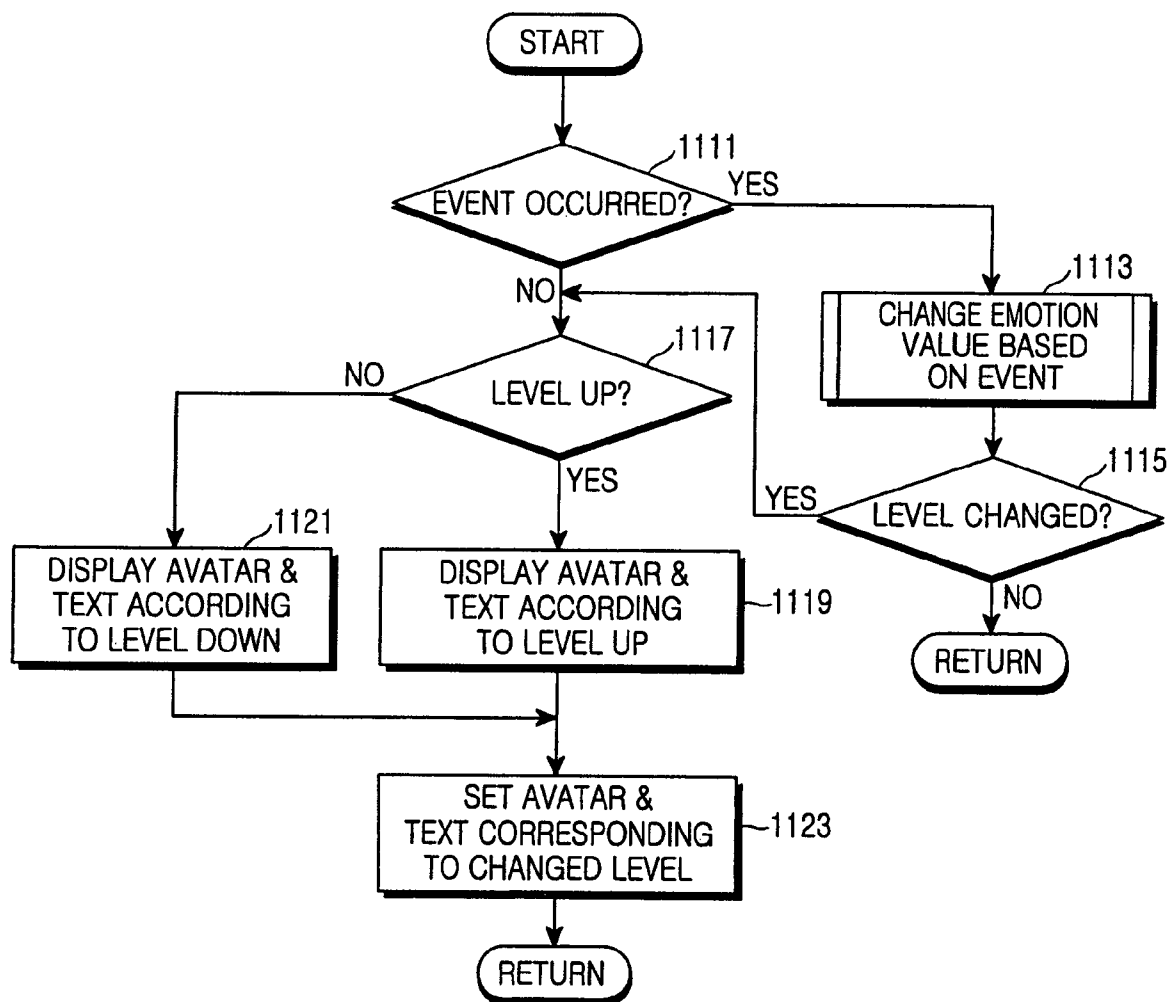 START
1111
EVENT OCCURRED?
YES
NO
1113
CHANGE EMOTION
VALUE BASED
ON EVENT
1117
LEVEL UP?
NO
YES
1115
LEVEL CHANGED?
YES
NO
RETURN
1121
DISPLAY AVATAR &
TEXT ACCORDING
TO LEVEL DOWN
DISPLAY AVATAR &
TEXT ACCORDING
TO LEVEL UP
1119
SET AVATAR &
TEXT CORRESPONDING
TO CHANGED LEVEL
1123
RETURN